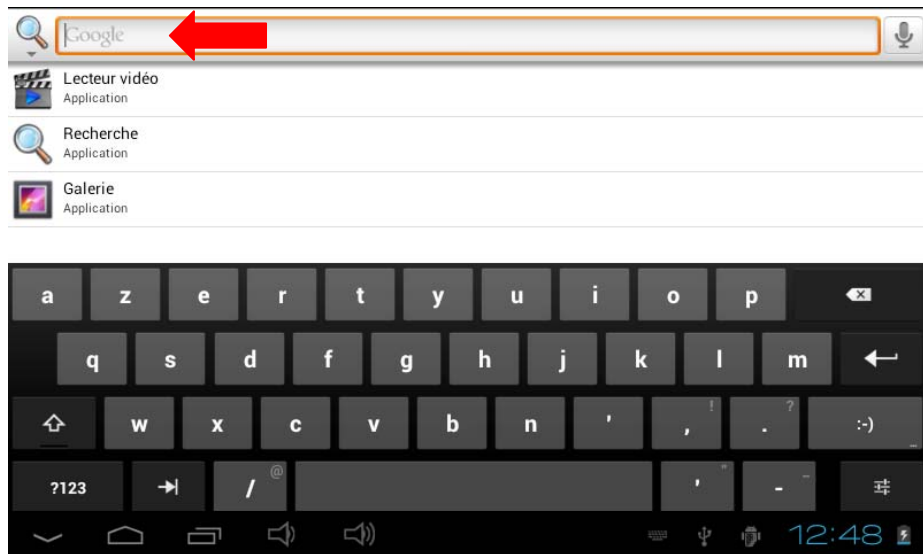 Google
Lecteur vidéo
Application
Recherche
Application
Galerie
Application
a z e r t y u i o p
q s d f g h j k l m
w x c v b n ' , ! . ? :-)
?123 / @ ' " - _
12:48